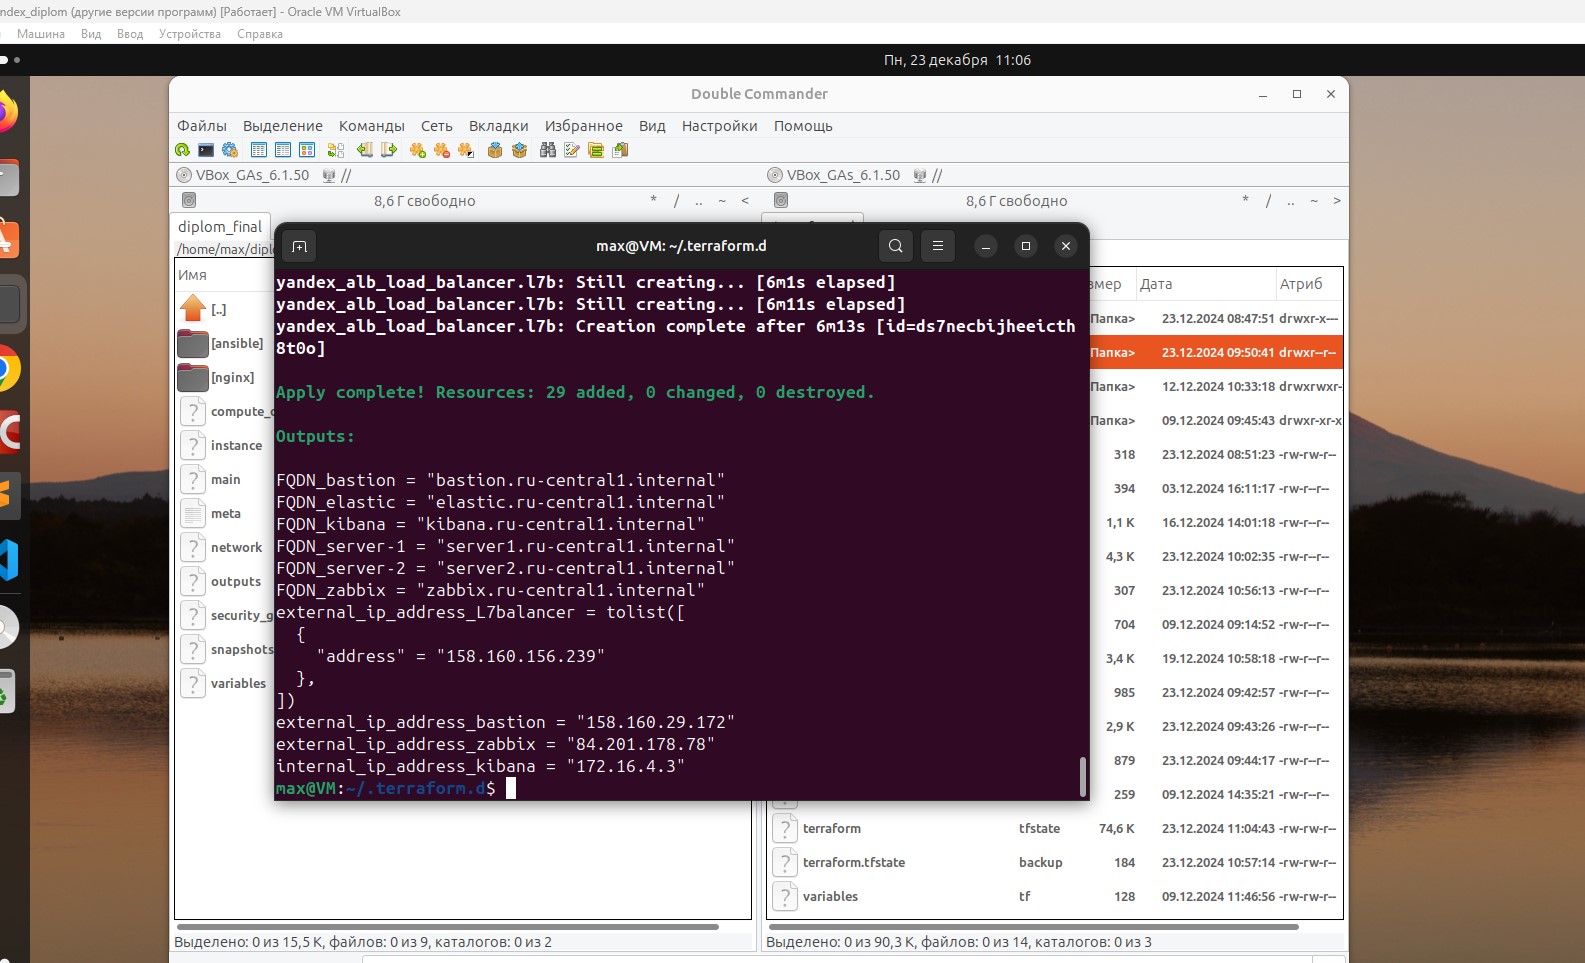 ndex_diplom (другие версии программ) [Работает] - Oracle VM VirtualBox
Машина Вид Ввод Устройства Справка
Пн, 23 декабря 11:06
Double Commander
Файлы Выделение Команды Сеть Вкладки Избранное Вид Настройки Помощь
VBox_GAs_6.1.50 // VBox_GAs_6.1.50 //
8,6 Г свободно * / .. ~ < 8,6 Г свободно * / .. ~ >
diplom_final
/home/max/dipl
max@VM: ~/.terraform.d
Имя
змер Дата Атриб
[..]
[ansible]
[nginx]
compute_
instance
main
meta
network
outputs
security_g
snapshots
variables
yandex_alb_load_balancer.l7b: Still creating... [6m1s elapsed]
yandex_alb_load_balancer.l7b: Still creating... [6m11s elapsed]
yandex_alb_load_balancer.l7b: Creation complete after 6m13s [id=ds7necbijheeicth
8t0o]
Apply complete! Resources: 29 added, 0 changed, 0 destroyed.
Outputs:
FQDN_bastion = "bastion.ru-central1.internal"
FQDN_elastic = "elastic.ru-central1.internal"
FQDN_kibana = "kibana.ru-central1.internal"
FQDN_server-1 = "server1.ru-central1.internal"
FQDN_server-2 = "server2.ru-central1.internal"
FQDN_zabbix = "zabbix.ru-central1.internal"
external_ip_address_L7balancer = tolist([
{
"address" = "158.160.156.239"
},
])
external_ip_address_bastion = "158.160.29.172"
external_ip_address_zabbix = "84.201.178.78"
internal_ip_address_kibana = "172.16.4.3"
max@VM:~/.terraform.d$
Папка> 23.12.2024 08:47:51 drwxr-x---
Папка> 23.12.2024 09:50:41 drwxr--r--
Папка> 12.12.2024 10:33:18 drwxrwxr-
Папка> 09.12.2024 09:45:43 drwxr-xr-x
318 23.12.2024 08:51:23 -rw-rw-r--
394 03.12.2024 16:11:17 -rw-r--r--
1,1 K 16.12.2024 14:01:18 -rw-r--r--
4,3 K 23.12.2024 10:02:35 -rw-r--r--
307 23.12.2024 10:56:13 -rw-r--r--
704 09.12.2024 09:14:52 -rw-r--r--
3,4 K 19.12.2024 10:58:18 -rw-r--r--
985 23.12.2024 09:42:57 -rw-r--r--
2,9 K 23.12.2024 09:43:26 -rw-r--r--
879 23.12.2024 09:44:17 -rw-r--r--
259 09.12.2024 14:35:21 -rw-r--r--
terraform tfstate 74,6 K 23.12.2024 11:04:43 -rw-rw-r--
terraform.tfstate backup 184 23.12.2024 10:57:14 -rw-rw-r--
variables tf 128 09.12.2024 11:46:56 -rw-rw-r--
Выделено: 0 из 15,5 K, файлов: 0 из 9, каталогов: 0 из 2
Выделено: 0 из 90,3 K, файлов: 0 из 14, каталогов: 0 из 3